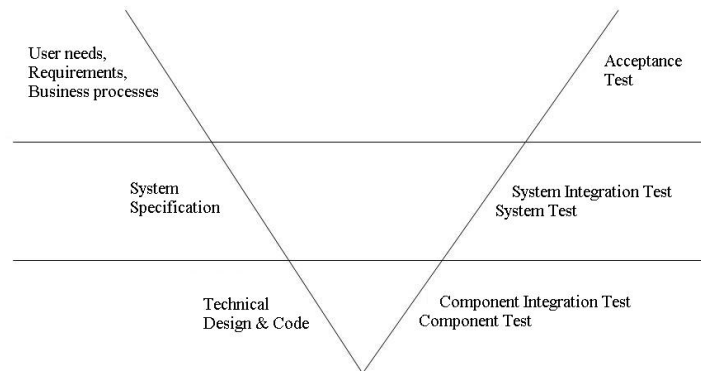 User needs,
Requirements,
Business processes
Acceptance
Test
System
Specification
System Integration Test
System Test
Technical
Design & Code
Component Integration Test
Component Test